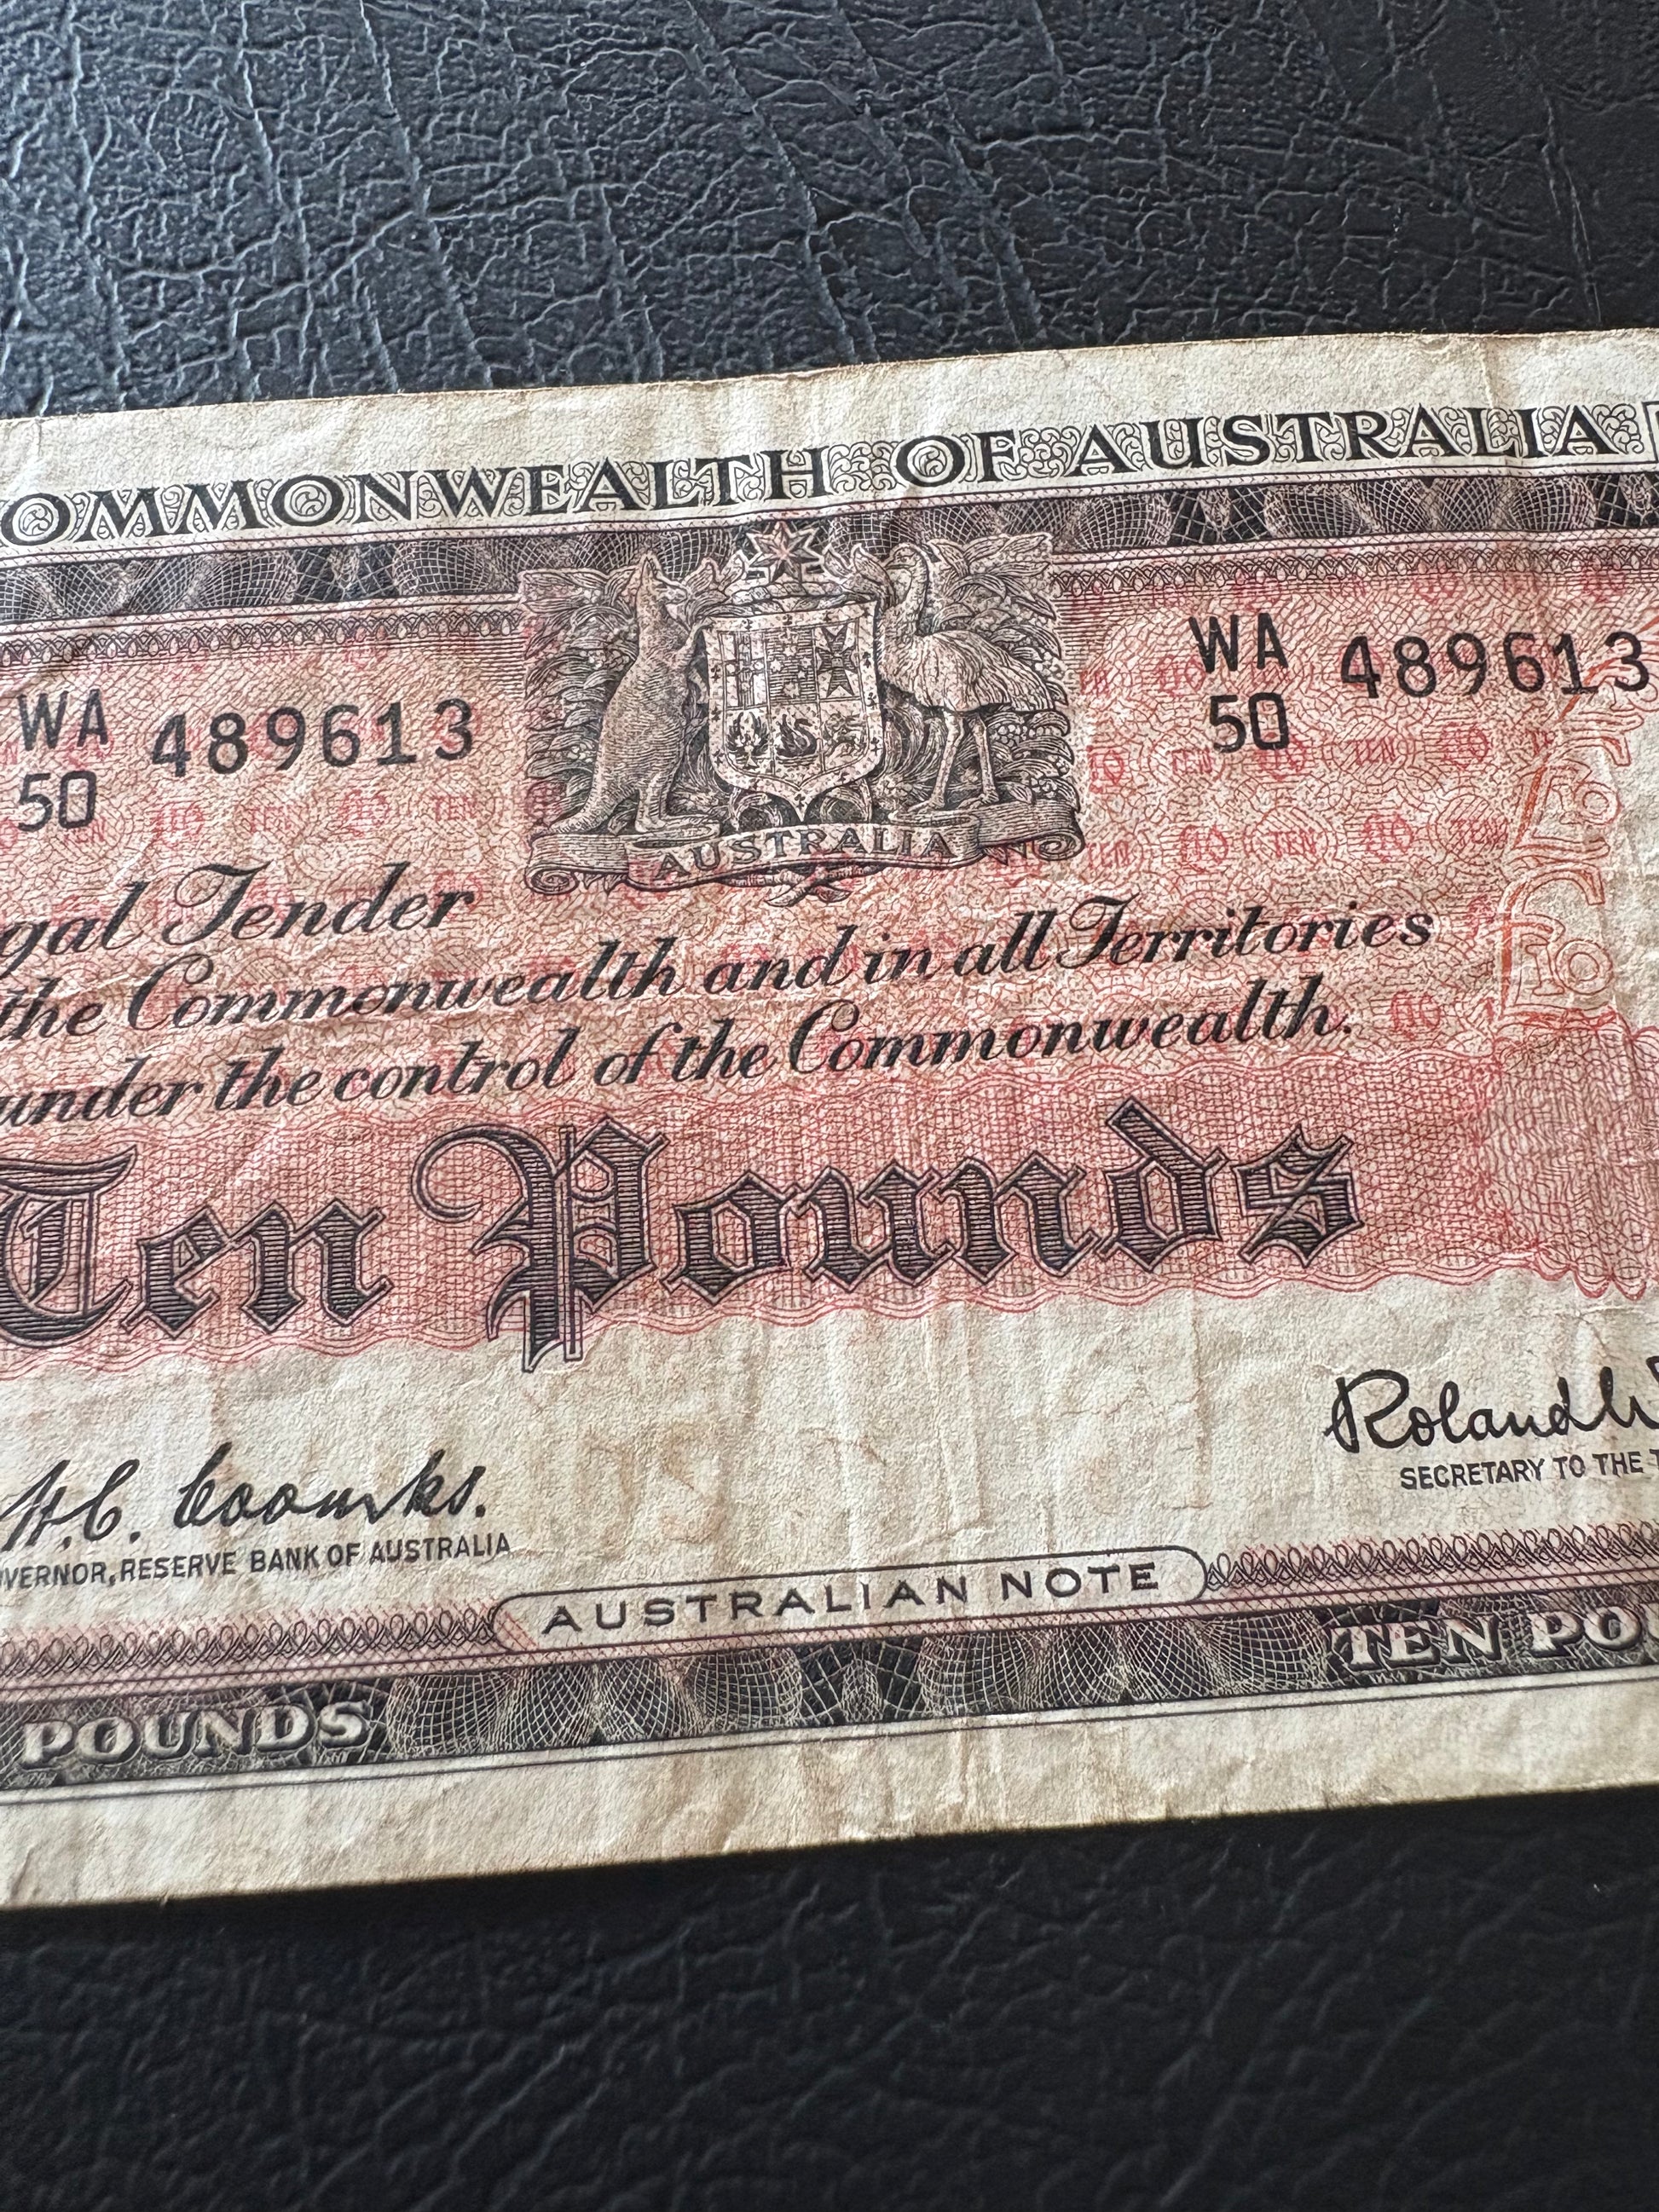 OMMONWEALTH OF AUSTRALIA
WA 489613
50
WA 489613
50
AUSTRALIA
gal Tender
the Commonwealth and in all Territories
under the control of the Commonwealth.
Ten Pounds
H.C. Coombs.
VERNOR, RESERVE BANK OF AUSTRALIA
Roland W
SECRETARY TO THE T
AUSTRALIAN NOTE
POUNDS
TEN POU